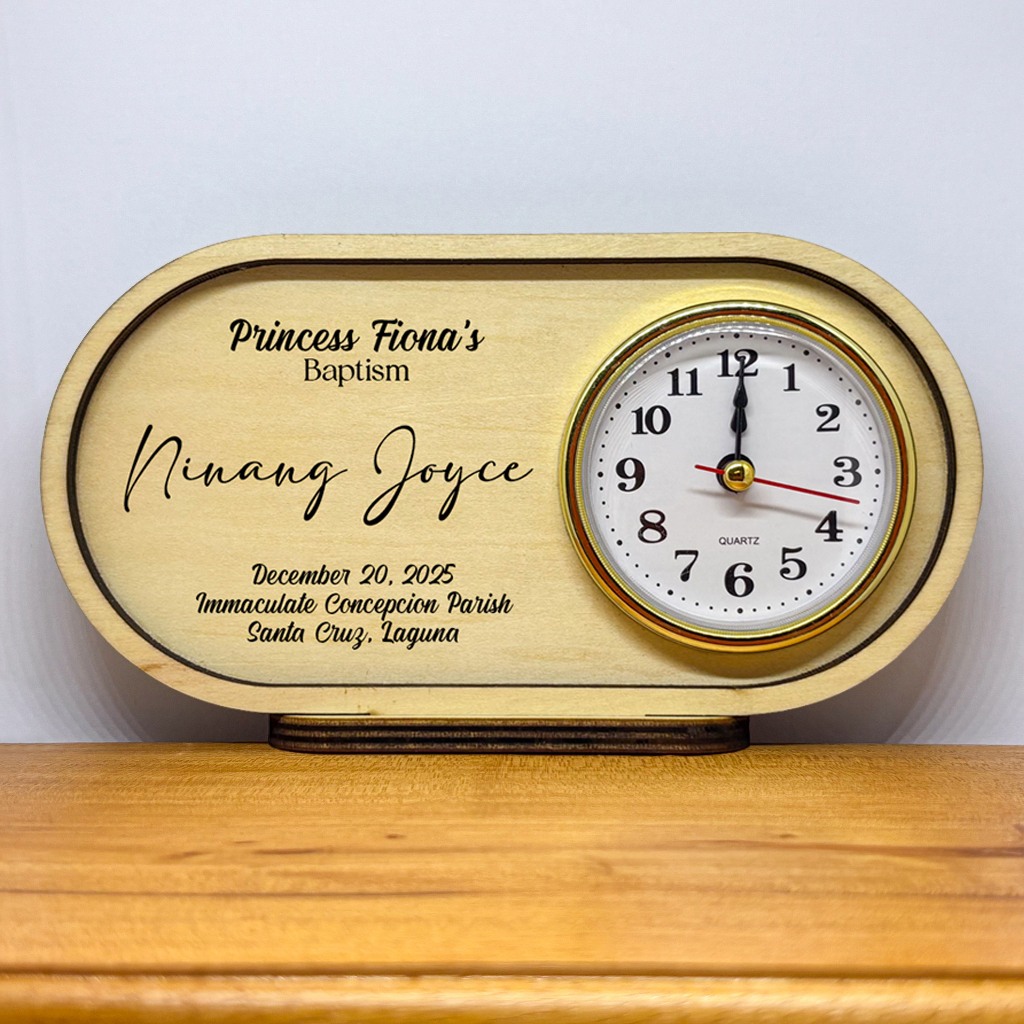 Princess Fiona's
Baptism
Ninang Joyce
December 20, 2025
Immaculate Concepcion Parish
Santa Cruz, Laguna
12
1
2
3
4
5
6
7
8
9
10
11
QUARTZ